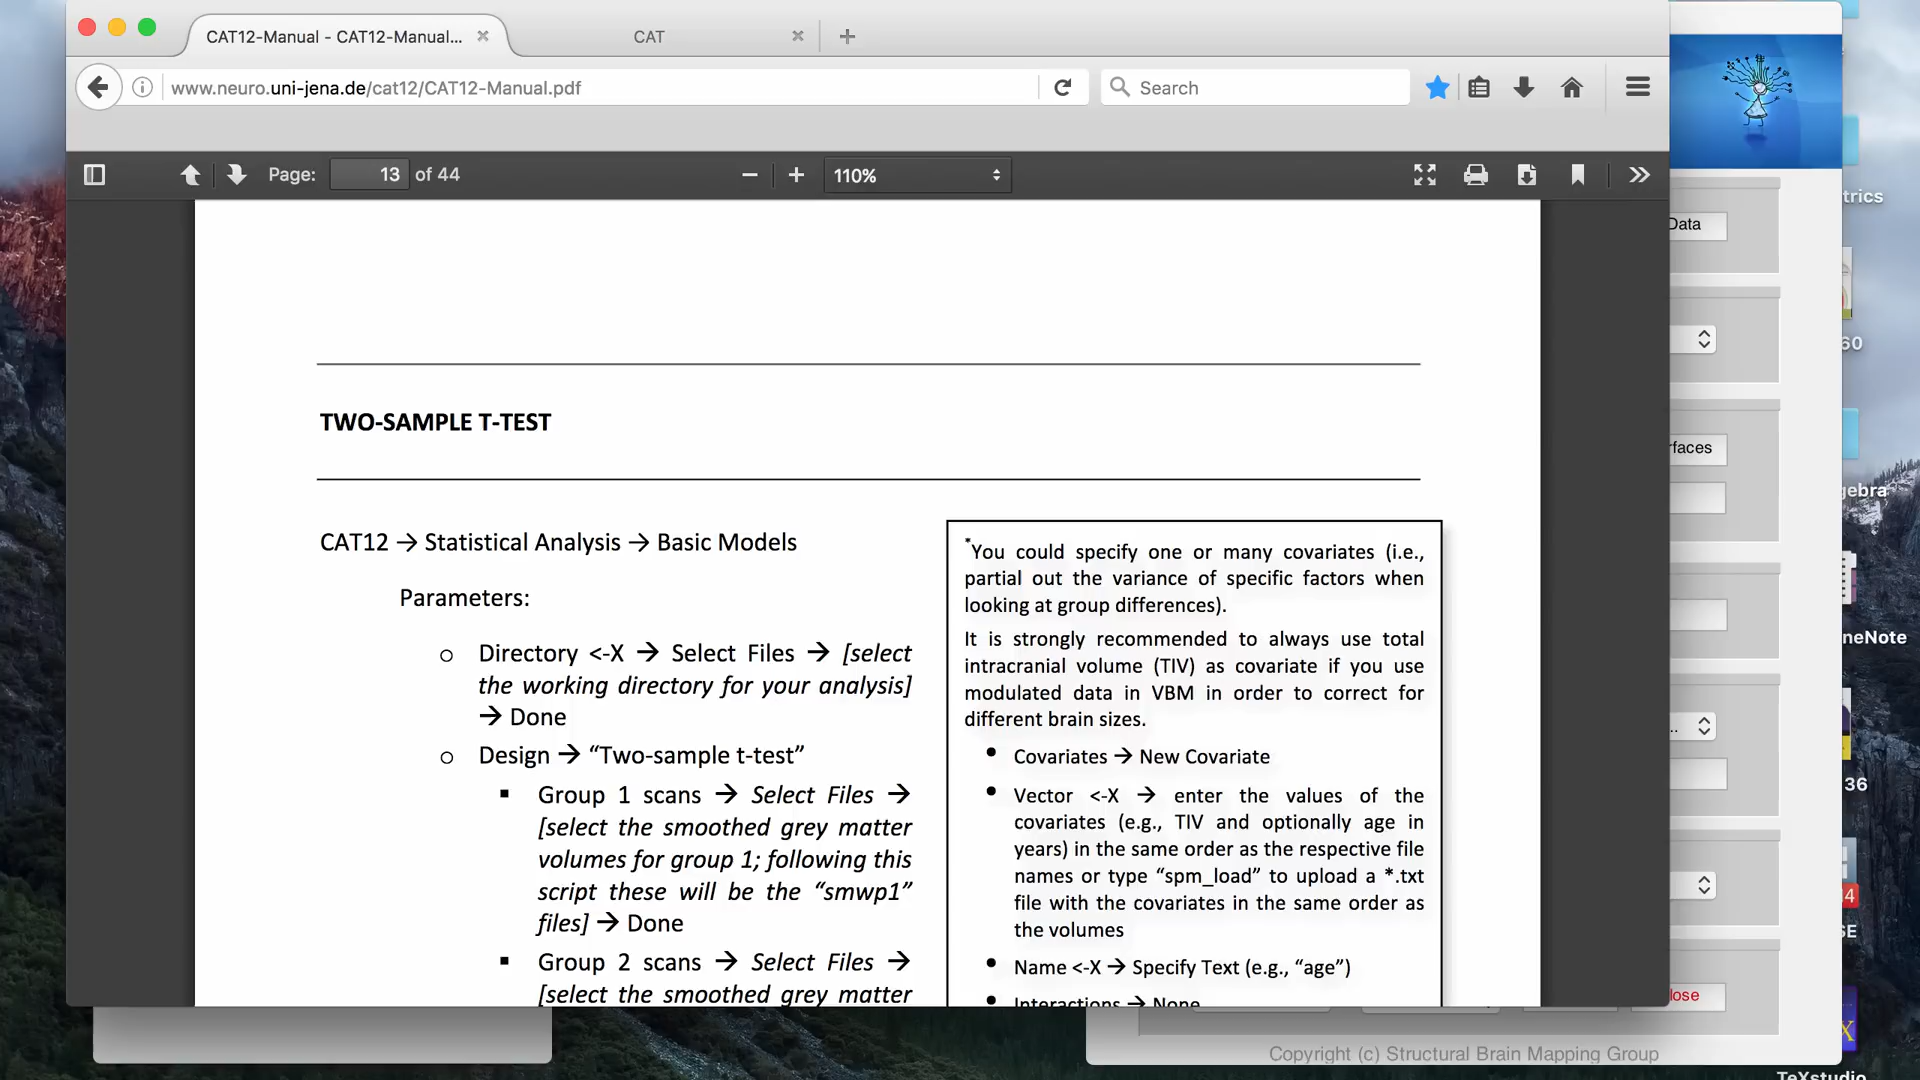 CAT12-Manual - CAT12-Manual...
CAT
www.neuro.uni-jena.de/cat12/CAT12-Manual.pdf
Search
Page: 13 of 44
110%
TWO-SAMPLE T-TEST
CAT12 → Statistical Analysis → Basic Models
Parameters:
o Directory <-X → Select Files → [select
the working directory for your analysis]
→ Done
o Design → “Two-sample t-test”
▪ Group 1 scans → Select Files →
[select the smoothed grey matter
volumes for group 1; following this
script these will be the “smwp1”
files] → Done
▪ Group 2 scans → Select Files →
[select the smoothed grey matter
*You could specify one or many covariates (i.e.,
partial out the variance of specific factors when
looking at group differences).
It is strongly recommended to always use total
intracranial volume (TIV) as covariate if you use
modulated data in VBM in order to correct for
different brain sizes.
• Covariates → New Covariate
• Vector <-X → enter the values of the
covariates (e.g., TIV and optionally age in
years) in the same order as the respective file
names or type “spm_load” to upload a *.txt
file with the covariates in the same order as
the volumes
• Name <-X → Specify Text (e.g., “age”)
• Interactions → None
Data
rfaces
..
lose
Copyright (c) Structural Brain Mapping Group
trics
60
gebra
neNote
36
SE
TeXstudio